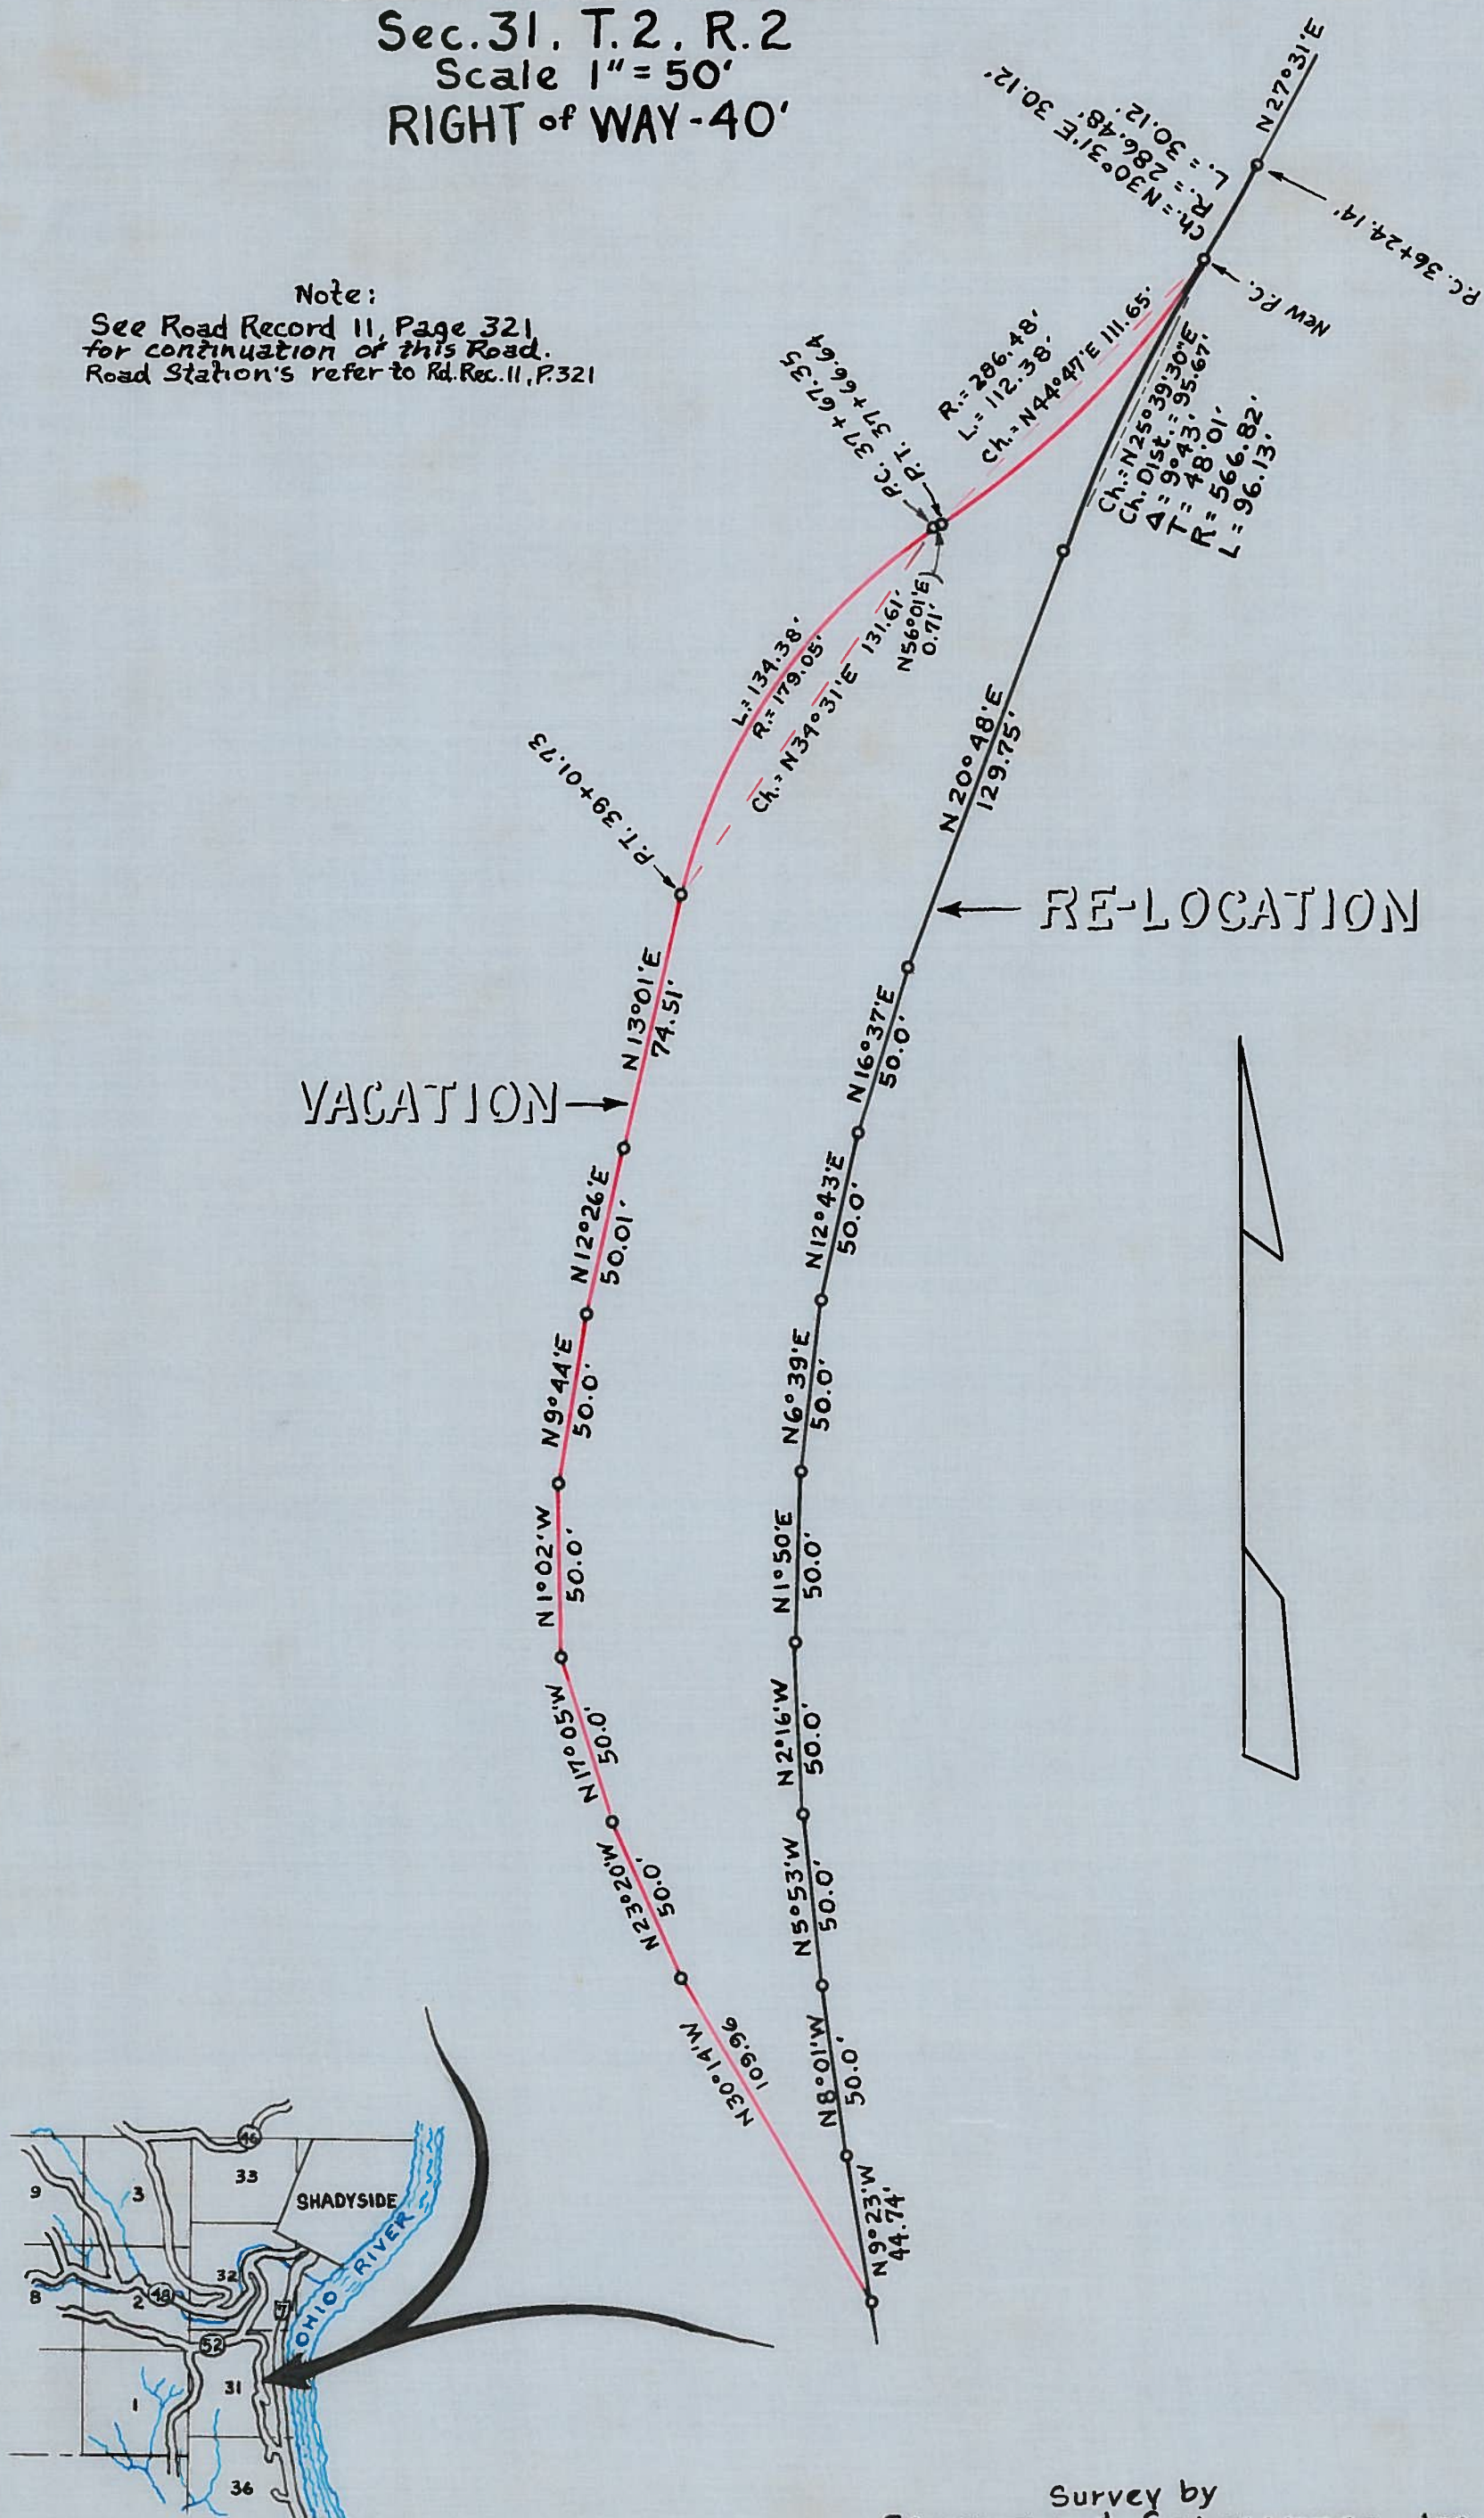 Sec. 31, T. 2, R. 2
Scale 1" = 50'
RIGHT of WAY - 40'
Note:
See Road Record 11, Page 321
for continuation of this Road.
Road Station's refer to Rd. Rec. 11, P. 321
N27°31'E
Ch. = N30°31'E 30.12'
R. = 286.48'
L. = 30.12'
P.C. 36+24.14'
New P.C.
R. = 286.48'
L. = 112.38'
Ch. = N44°47'E 111.65'
P.C. 37+67.35
P.T. 37+66.64
Ch. = N25°39'30"E
Ch. Dist. = 95.67'
Δ = 9°43'
T = 48.01'
R = 566.82'
L = 96.13'
N56°01'E
0.71'
L. = 134.38'
R. = 179.05'
Ch. = N34°31'E 131.61'
P.T. 39+01.73
N20°48'E
129.75'
RE-LOCATION
N13°01'E
74.51'
N16°37'E
50.0'
VACATION
N12°26'E
50.01'
N12°43'E
50.0'
N9°44'E
50.0'
N6°39'E
50.0'
N1°02'W
50.0'
N1°50'E
50.0'
N17°05'W
50.0'
N2°16'W
50.0'
N23°20'W
50.0'
N5°53'W
50.0'
N30°14'W
109.96
N8°01'W
50.0'
N9°23'W
44.74'
46
33
9
3
SHADYSIDE
OHIO RIVER
32
8
2
48
7
52
31
1
36
Survey by